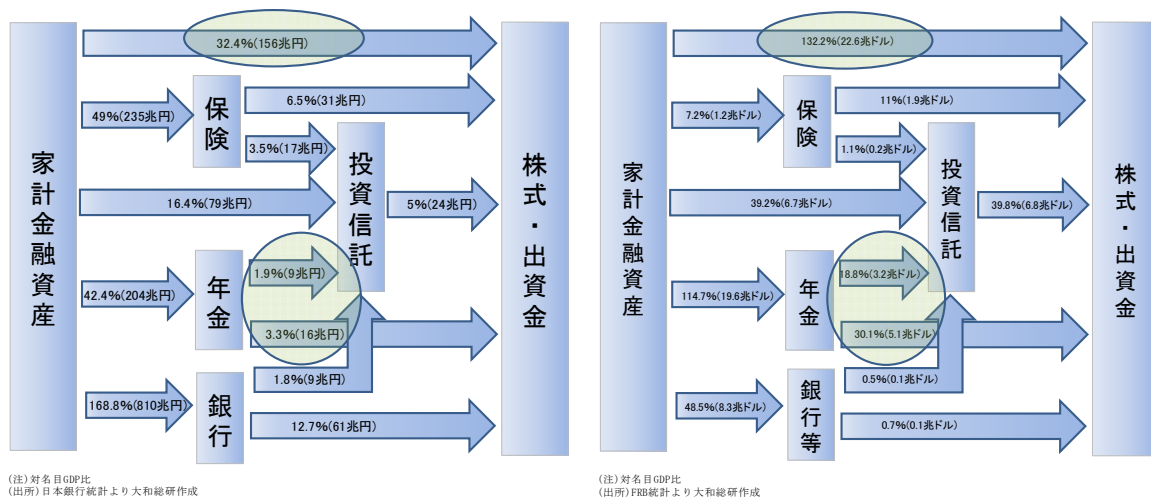 32.4%(156兆円)
保険
49%(235兆円)
6.5%(31兆円)
3.5%(17兆円)
家計金融資産
投資信託
株式・出資金
16.4%(79兆円)
5%(24兆円)
年金
42.4%(204兆円)
1.9%(9兆円)
3.3%(16兆円)
1.8%(9兆円)
銀行
168.8%(810兆円)
12.7%(61兆円)
(注)対名目GDP比
(出所)日本銀行統計より大和総研作成
132.2%(22.6兆ドル)
保険
7.2%(1.2兆ドル)
11%(1.9兆ドル)
1.1%(0.2兆ドル)
家計金融資産
投資信託
株式・出資金
39.2%(6.7兆ドル)
39.8%(6.8兆ドル)
年金
114.7%(19.6兆ドル)
18.8%(3.2兆ドル)
30.1%(5.1兆ドル)
0.5%(0.1兆ドル)
銀行等
48.5%(8.3兆ドル)
0.7%(0.1兆ドル)
(注)対名目GDP比
(出所)FRB統計より大和総研作成